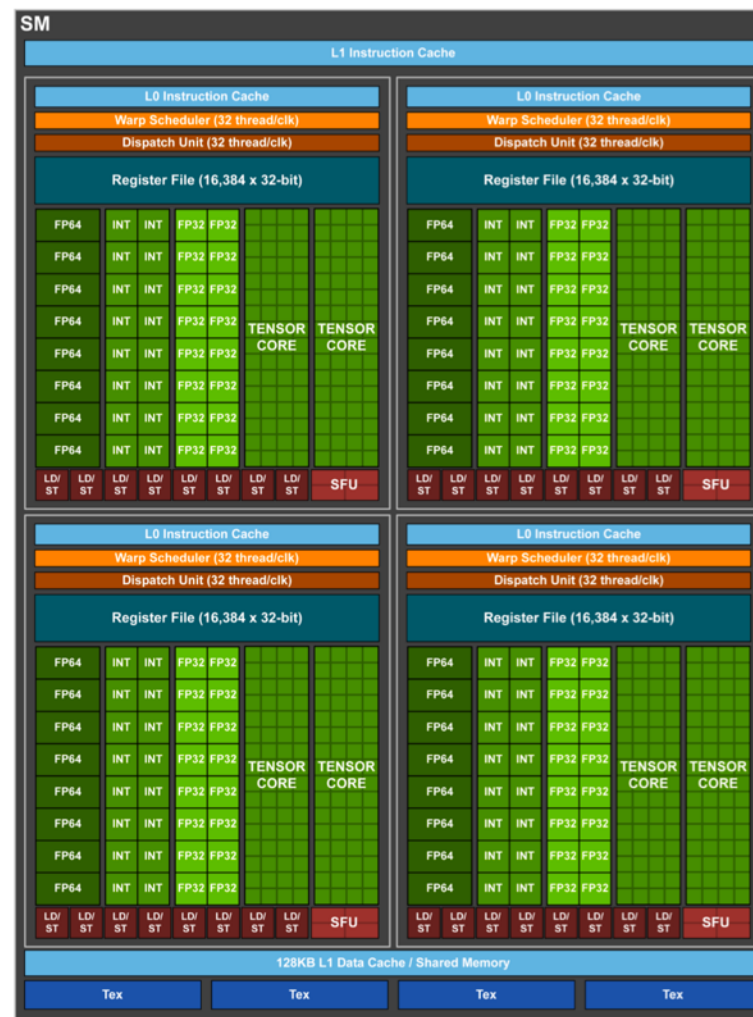 SM
L1 Instruction Cache
L0 Instruction Cache
Warp Scheduler (32 thread/clk)
Dispatch Unit (32 thread/clk)
Register File (16,384 x 32-bit)
FP64 INT INT FP32 FP32
FP64 INT INT FP32 FP32
FP64 INT INT FP32 FP32
FP64 INT INT FP32 FP32
FP64 INT INT FP32 FP32
FP64 INT INT FP32 FP32
FP64 INT INT FP32 FP32
FP64 INT INT FP32 FP32
TENSOR CORE
TENSOR CORE
LD/ST LD/ST LD/ST LD/ST LD/ST LD/ST LD/ST LD/ST SFU
L0 Instruction Cache
Warp Scheduler (32 thread/clk)
Dispatch Unit (32 thread/clk)
Register File (16,384 x 32-bit)
FP64 INT INT FP32 FP32
FP64 INT INT FP32 FP32
FP64 INT INT FP32 FP32
FP64 INT INT FP32 FP32
FP64 INT INT FP32 FP32
FP64 INT INT FP32 FP32
FP64 INT INT FP32 FP32
FP64 INT INT FP32 FP32
TENSOR CORE
TENSOR CORE
LD/ST LD/ST LD/ST LD/ST LD/ST LD/ST LD/ST LD/ST SFU
L0 Instruction Cache
Warp Scheduler (32 thread/clk)
Dispatch Unit (32 thread/clk)
Register File (16,384 x 32-bit)
FP64 INT INT FP32 FP32
FP64 INT INT FP32 FP32
FP64 INT INT FP32 FP32
FP64 INT INT FP32 FP32
FP64 INT INT FP32 FP32
FP64 INT INT FP32 FP32
FP64 INT INT FP32 FP32
FP64 INT INT FP32 FP32
TENSOR CORE
TENSOR CORE
LD/ST LD/ST LD/ST LD/ST LD/ST LD/ST LD/ST LD/ST SFU
L0 Instruction Cache
Warp Scheduler (32 thread/clk)
Dispatch Unit (32 thread/clk)
Register File (16,384 x 32-bit)
FP64 INT INT FP32 FP32
FP64 INT INT FP32 FP32
FP64 INT INT FP32 FP32
FP64 INT INT FP32 FP32
FP64 INT INT FP32 FP32
FP64 INT INT FP32 FP32
FP64 INT INT FP32 FP32
FP64 INT INT FP32 FP32
TENSOR CORE
TENSOR CORE
LD/ST LD/ST LD/ST LD/ST LD/ST LD/ST LD/ST LD/ST SFU
128KB L1 Data Cache / Shared Memory
Tex Tex Tex Tex